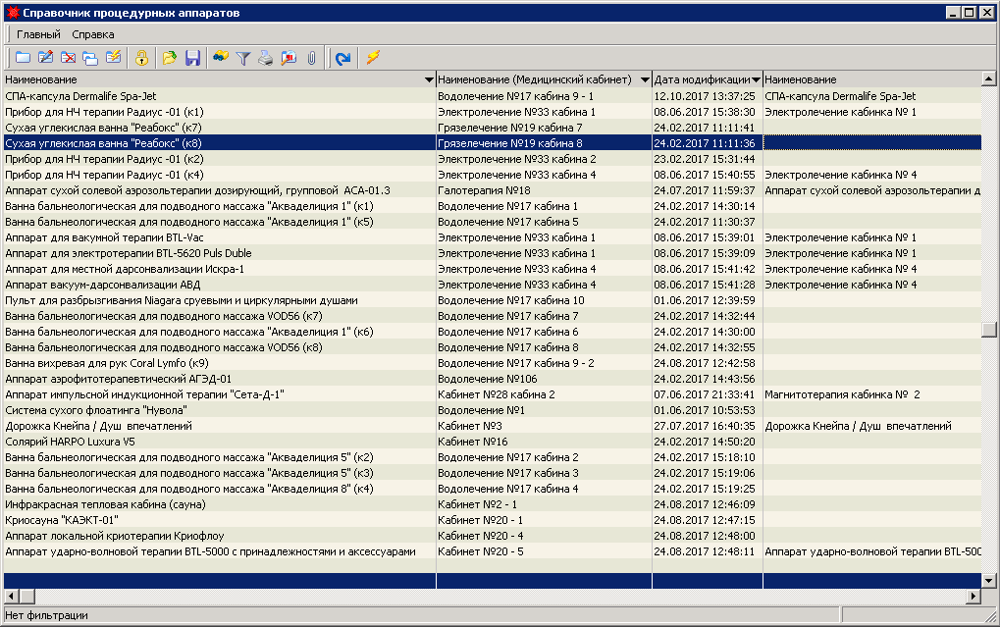 Справочник процедурных аппаратов
Главный Справка
Наименование Наименование (Медицинский кабинет) Дата модификации Наименование
СПА-капсула Dermalife Spa-Jet Водолечение №17 кабина 9 - 1 12.10.2017 13:37:25 СПА-капсула Dermalife Spa-Jet
Прибор для НЧ терапии Радиус -01 (к1) Электролечение №33 кабина 1 08.06.2017 15:38:30 Электролечение кабинка № 1
Сухая углекислая ванна "Реабокс" (к7) Грязелечение №19 кабина 7 24.02.2017 11:11:41
Сухая углекислая ванна "Реабокс" (к8) Грязелечение №19 кабина 8 24.02.2017 11:11:36
Прибор для НЧ терапии Радиус -01 (к2) Электролечение №33 кабина 2 23.02.2017 15:31:44
Прибор для НЧ терапии Радиус -01 (к4) Электролечение №33 кабина 4 08.06.2017 15:40:55 Электролечение кабинка № 4
Аппарат сухой солевой аэрозольтерапии дозирующий, групповой  АСА-01.3 Галотерапия №18 24.07.2017 11:59:37 Аппарат сухой солевой аэрозольтерапии д
Ванна бальнеологическая для подводного массажа "Акваделиция 1" (к1) Водолечение №17 кабина 1 24.02.2017 14:30:14
Ванна бальнеологическая для подводного массажа "Акваделиция 1" (к5) Водолечение №17 кабина 5 24.02.2017 11:30:37
Аппарат для вакумной терапии BTL-Vac Электролечение №33 кабина 1 08.06.2017 15:39:01 Электролечение кабинка № 1
Аппарат для электротерапии BTL-5620 Puls Duble Электролечение №33 кабина 1 08.06.2017 15:39:09 Электролечение кабинка № 1
Аппарат для местной дарсонвализации Искра-1 Электролечение №33 кабина 4 08.06.2017 15:41:42 Электролечение кабинка № 4
Аппарат вакуум-дарсонвализации АВД Электролечение №33 кабина 4 08.06.2017 15:41:28 Электролечение кабинка № 4
Пульт для разбрызгивания Niagara сруевыми и циркулярными душами Водолечение №17 кабина 10 01.06.2017 12:39:59
Ванна бальнеологическая для подводного массажа VOD56 (к7) Водолечение №17 кабина 7 24.02.2017 14:32:44
Ванна бальнеологическая для подводного массажа "Акваделиция 1" (к6) Водолечение №17 кабина 6 24.02.2017 14:30:00
Ванна бальнеологическая для подводного массажа VOD56 (к8) Водолечение №17 кабина 8 24.02.2017 14:32:55
Ванна вихревая для рук Coral Lymfo (к9) Водолечение №17 кабина 9 - 2 24.08.2017 12:42:58
Аппарат аэрофитотерапевтический АГЭД-01 Водолечение №106 24.02.2017 14:43:56
Аппарат импульсной индукционной терапии "Сета-Д-1" Кабинет №28 кабина 2 07.06.2017 21:33:41 Магнитотерапия кабинка №  2
Система сухого флоатинга "Нувола" Водолечение №1 01.06.2017 10:53:53
Дорожка Кнейпа / Душ  впечатлений Кабинет №3 27.07.2017 16:40:35 Дорожка Кнейпа / Душ  впечатлений
Солярий HARPO Luxura V5 Кабинет №16 24.02.2017 14:50:20
Ванна бальнеологическая для подводного массажа "Акваделиция 5" (к2) Водолечение №17 кабина 2 24.02.2017 15:18:10
Ванна бальнеологическая для подводного массажа "Акваделиция 5" (к3) Водолечение №17 кабина 3 24.02.2017 15:19:06
Ванна бальнеологическая для подводного массажа "Акваделиция 8" (к4) Водолечение №17 кабина 4 24.02.2017 15:19:25
Инфракрасная тепловая кабина (сауна) Кабинет №2 - 1 24.08.2017 12:46:09
Криосауна "КАЭКТ-01" Кабинет №20 - 1 24.08.2017 12:47:15
Аппарат локальной криотерапии Криофлоу Кабинет №20 - 4 24.08.2017 12:48:00
Аппарат ударно-волновой терапии BTL-5000 с принадлежностями и аксессуарами Кабинет №20 - 5 24.08.2017 12:48:11 Аппарат ударно-волновой терапии BTL-500
Нет фильтрации